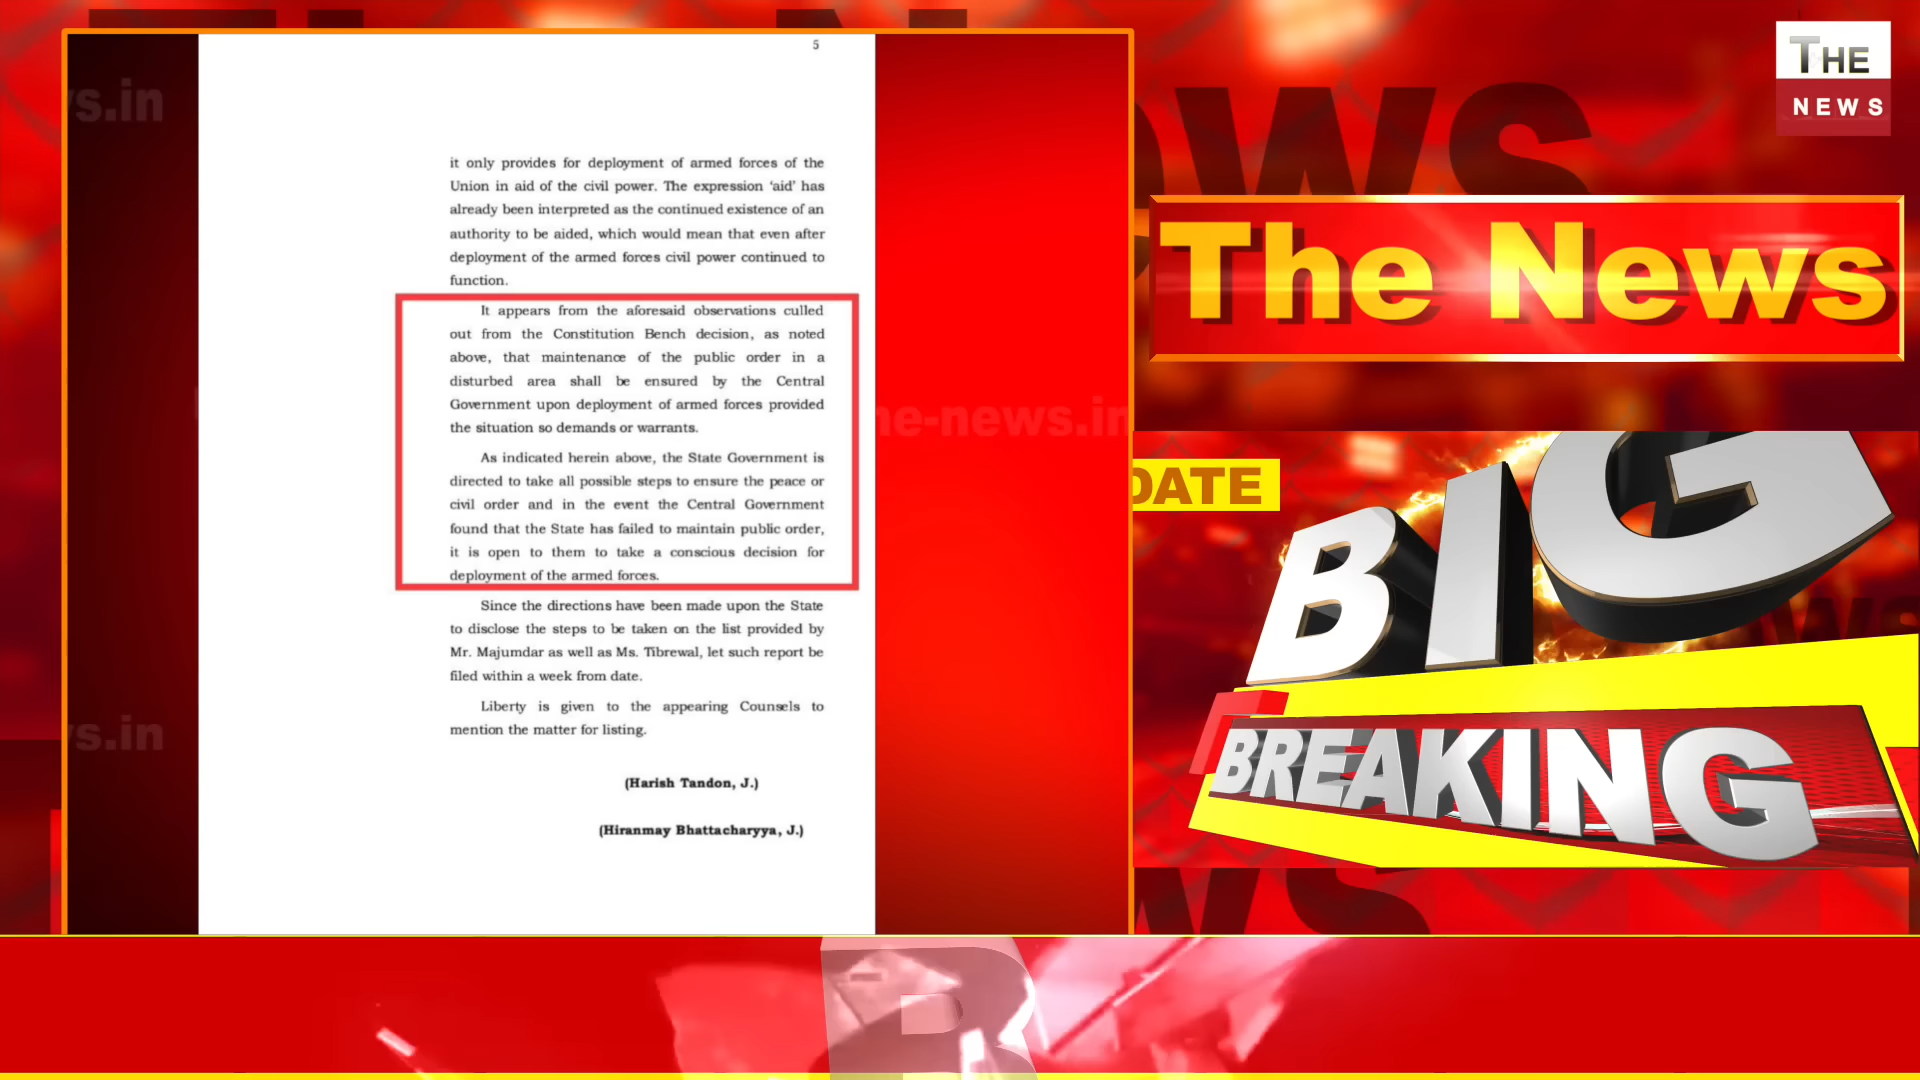 5
it only provides for deployment of armed forces of the
Union in aid of the civil power. The expression ‘aid’ has
already been interpreted as the continued existence of an
authority to be aided, which would mean that even after
deployment of the armed forces civil power continued to
function.
It appears from the aforesaid observations culled
out from the Constitution Bench decision, as noted
above, that maintenance of the public order in a
disturbed area shall be ensured by the Central
Government upon deployment of armed forces provided
the situation so demands or warrants.
As indicated herein above, the State Government is
directed to take all possible steps to ensure the peace or
civil order and in the event the Central Government
found that the State has failed to maintain public order,
it is open to them to take a conscious decision for
deployment of the armed forces.
Since the directions have been made upon the State
to disclose the steps to be taken on the list provided by
Mr. Majumdar as well as Ms. Tibrewal, let such report be
filed within a week from date.
Liberty is given to the appearing Counsels to
mention the matter for listing.
(Harish Tandon, J.)
(Hiranmay Bhattacharyya, J.)
THE
NEWS
The News
DATE
BIG
BREAKING
s.in
he-news.in
s.in
B